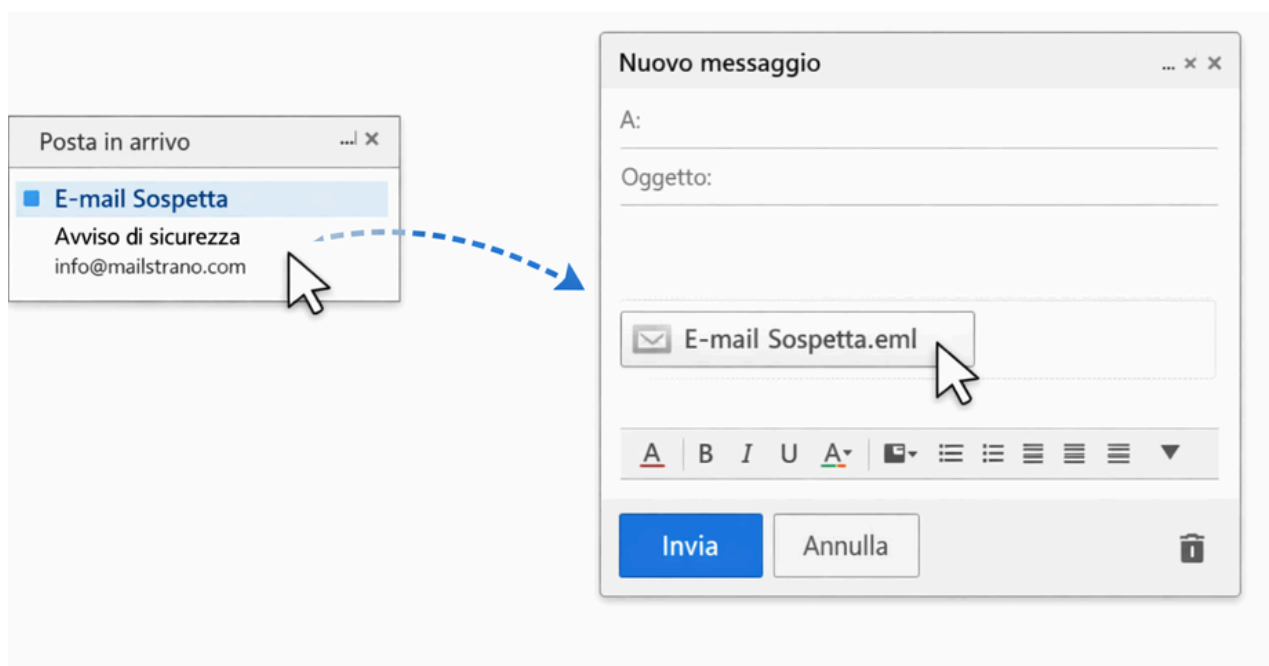 Posta in arrivo
E-mail Sospetta
Avviso di sicurezza
info@mailstrano.com
Nuovo messaggio
A:
Oggetto:
E-mail Sospetta.eml
A B I U A
Invia Annulla